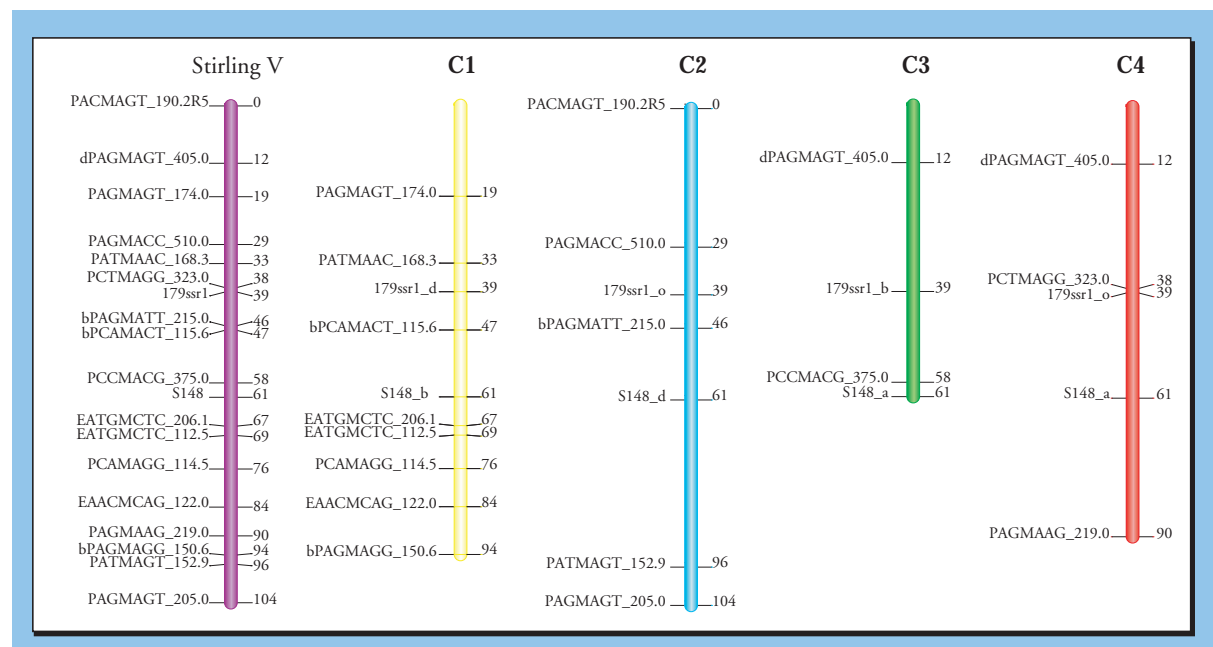 Stirling V
PACMAGT_190.2R5 0
dPAGMAGT_405.0 12
PAGMAGT_174.0 19
PAGMACC_510.0 29
PATMAAC_168.3 33
PCTMAGG_323.0 38
179ssr1 39
bPAGMATT_215.0 46
bPCAMACT_115.6 47
PCCMACG_375.0 58
S148 61
EATGMCTC_206.1 67
EATGMCTC_112.5 69
PCAMAGG_114.5 76
EAACMCAG_122.0 84
PAGMAAG_219.0 90
bPAGMAGG_150.6 94
PATMAGT_152.9 96
PAGMAGT_205.0 104
C1
PAGMAGT_174.0 19
PATMAAC_168.3 33
179ssr1_d 39
bPCAMACT_115.6 47
S148_b 61
EATGMCTC_206.1 67
EATGMCTC_112.5 69
PCAMAGG_114.5 76
EAACMCAG_122.0 84
bPAGMAGG_150.6 94
C2
PACMAGT_190.2R5 0
PAGMACC_510.0 29
179ssr1_o 39
bPAGMATT_215.0 46
S148_d 61
PATMAGT_152.9 96
PAGMAGT_205.0 104
C3
dPAGMAGT_405.0 12
179ssr1_b 39
PCCMACG_375.0 58
S148_a 61
C4
dPAGMAGT_405.0 12
PCTMAGG_323.0 38
179ssr1_o 39
S148_a 61
PAGMAAG_219.0 90